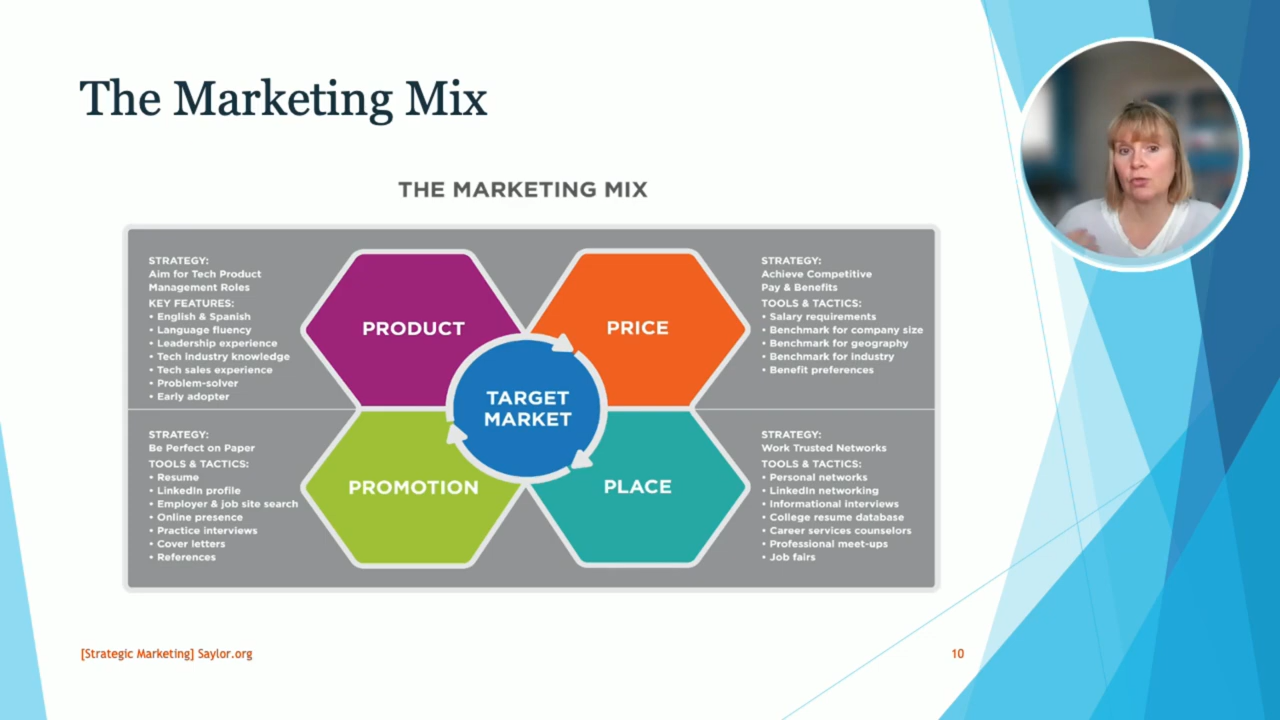 The Marketing Mix
THE MARKETING MIX
STRATEGY:
Aim for Tech Product
Management Roles
KEY FEATURES:
• English & Spanish
• Language fluency
• Leadership experience
• Tech industry knowledge
• Tech sales experience
• Problem-solver
• Early adopter
PRODUCT
PRICE
STRATEGY:
Achieve Competitive
Pay & Benefits
TOOLS & TACTICS:
• Salary requirements
• Benchmark for company size
• Benchmark for geography
• Benchmark for industry
• Benefit preferences
TARGET
MARKET
STRATEGY:
Be Perfect on Paper
TOOLS & TACTICS:
• Resume
• LinkedIn profile
• Employer & job site search
• Online presence
• Practice interviews
• Cover letters
• References
PROMOTION
PLACE
STRATEGY:
Work Trusted Networks
TOOLS & TACTICS:
• Personal networks
• LinkedIn networking
• Informational interviews
• College resume database
• Career services counselors
• Professional meet-ups
• Job fairs
[Strategic Marketing] Saylor.org
10